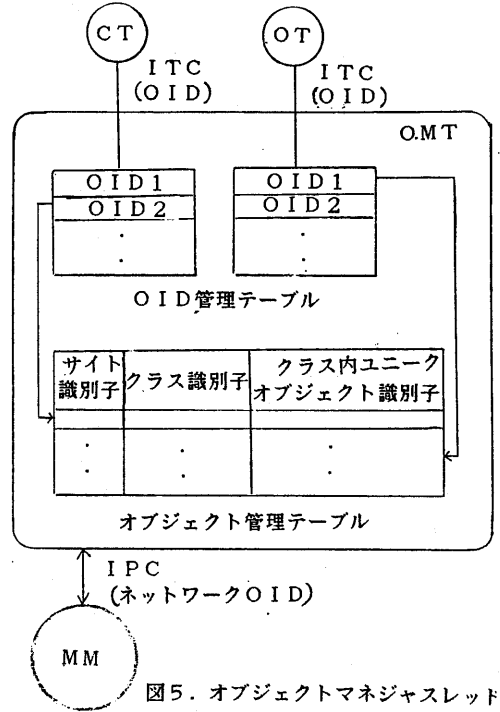 CT
OT
ITC
(OID)
ITC
(OID)
OMT
OID1
OID2
OID1
OID2
OID管理テーブル
サイト
識別子
クラス識別子
クラス内ユニーク
オブジェクト識別子
オブジェクト管理テーブル
IPC
(ネットワークOID)
MM
図5.オブジェクトマネジャスレッド